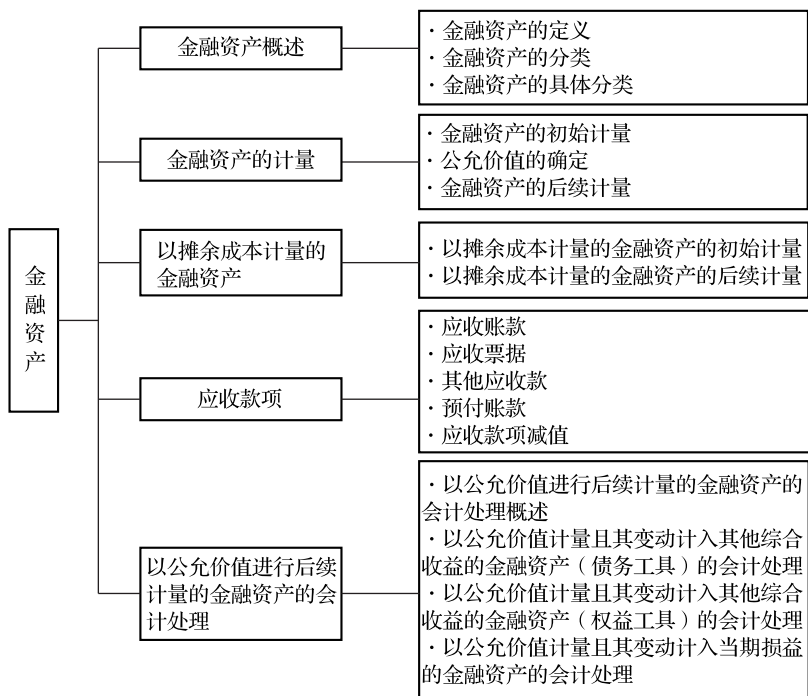 金融资产
金融资产概述
· 金融资产的定义
· 金融资产的分类
· 金融资产的具体分类
金融资产的计量
· 金融资产的初始计量
· 公允价值的确定
· 金融资产的后续计量
以摊余成本计量的
金融资产
· 以摊余成本计量的金融资产的初始计量
· 以摊余成本计量的金融资产的后续计量
应收款项
· 应收账款
· 应收票据
· 其他应收款
· 预付账款
· 应收款项减值
以公允价值进行后续
计量的金融资产的会
计处理
· 以公允价值进行后续计量的金融资产的
会计处理概述
· 以公允价值计量且其变动计入其他综合
收益的金融资产（债务工具）的会计处理
· 以公允价值计量且其变动计入其他综合
收益的金融资产（权益工具）的会计处理
· 以公允价值计量且其变动计入当期损益
的金融资产的会计处理